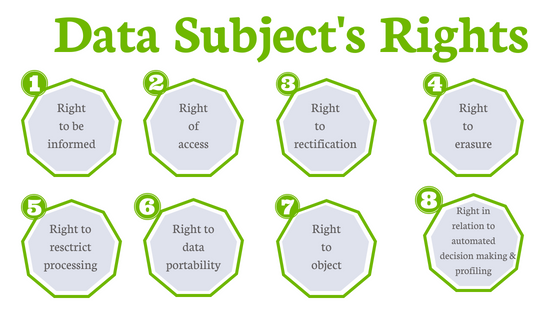 Data Subject's Rights
1
Right
to be
informed
2
Right
of
access
3
Right
to
rectification
4
Right
to
erasure
5
Right to
resctrict
processing
6
Right to
data
portability
7
Right
to
object
8
Right in
relation to
automated
decision making &
profiling